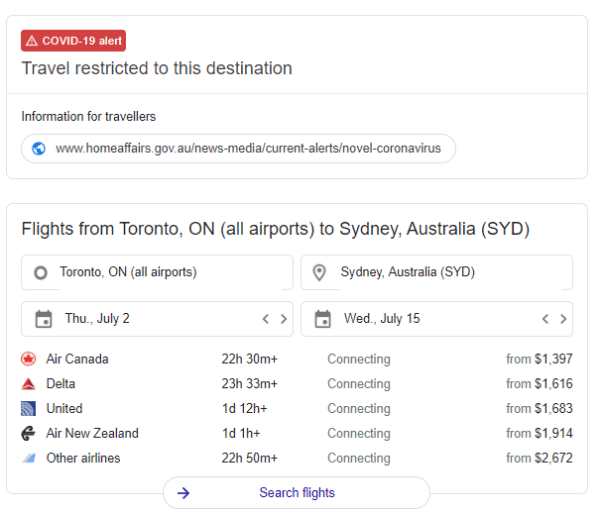 COVID-19 alert
Travel restricted to this destination
Information for travellers
www.homeaffairs.gov.au/news-media/current-alerts/novel-coronavirus
Flights from Toronto, ON (all airports) to Sydney, Australia (SYD)
Toronto, ON (all airports) Sydney, Australia (SYD)
Thu., July 2 Wed., July 15
Air Canada 22h 30m+ Connecting from $1,397
Delta 23h 33m+ Connecting from $1,616
United 1d 12h+ Connecting from $1,683
Air New Zealand 1d 1h+ Connecting from $1,914
Other airlines 22h 50m+ Connecting from $2,672
Search flights